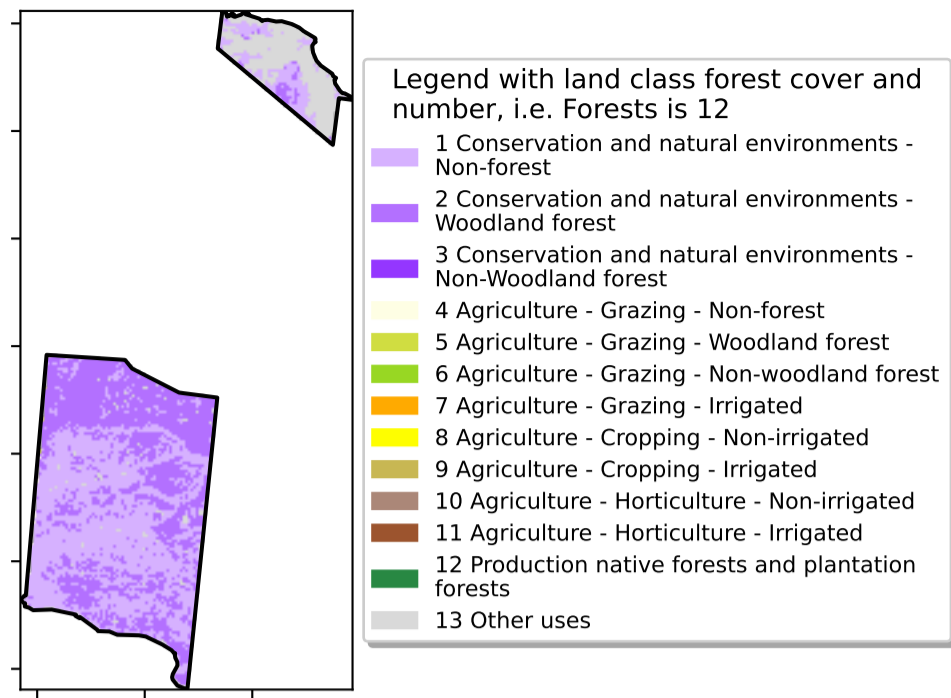 Legend with land class forest cover and
number, i.e. Forests is 12
1 Conservation and natural environments -
Non-forest
2 Conservation and natural environments -
Woodland forest
3 Conservation and natural environments -
Non-Woodland forest
4 Agriculture - Grazing - Non-forest
5 Agriculture - Grazing - Woodland forest
6 Agriculture - Grazing - Non-woodland forest
7 Agriculture - Grazing - Irrigated
8 Agriculture - Cropping - Non-irrigated
9 Agriculture - Cropping - Irrigated
10 Agriculture - Horticulture - Non-irrigated
11 Agriculture - Horticulture - Irrigated
12 Production native forests and plantation
forests
13 Other uses